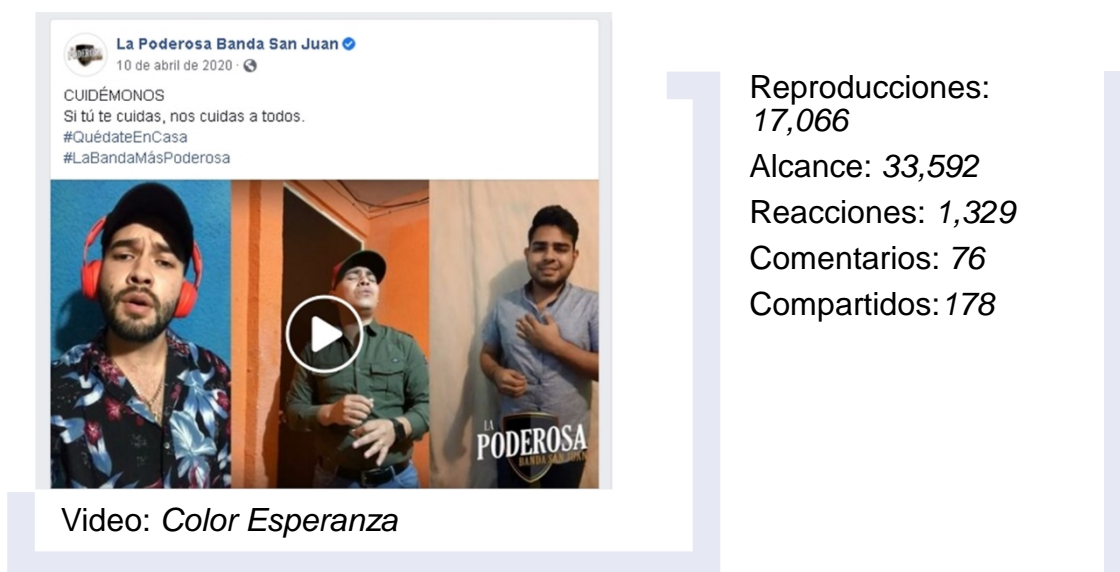 La Poderosa Banda San Juan
10 de abril de 2020 ·
CUIDÉMONOS
Si tú te cuidas, nos cuidas a todos.
#QuédateEnCasa
#LaBandaMásPoderosa
LA
PODEROSA
BANDA SAN JUAN
Video: Color Esperanza
Reproducciones:
17,066
Alcance: 33,592
Reacciones: 1,329
Comentarios: 76
Compartidos:178